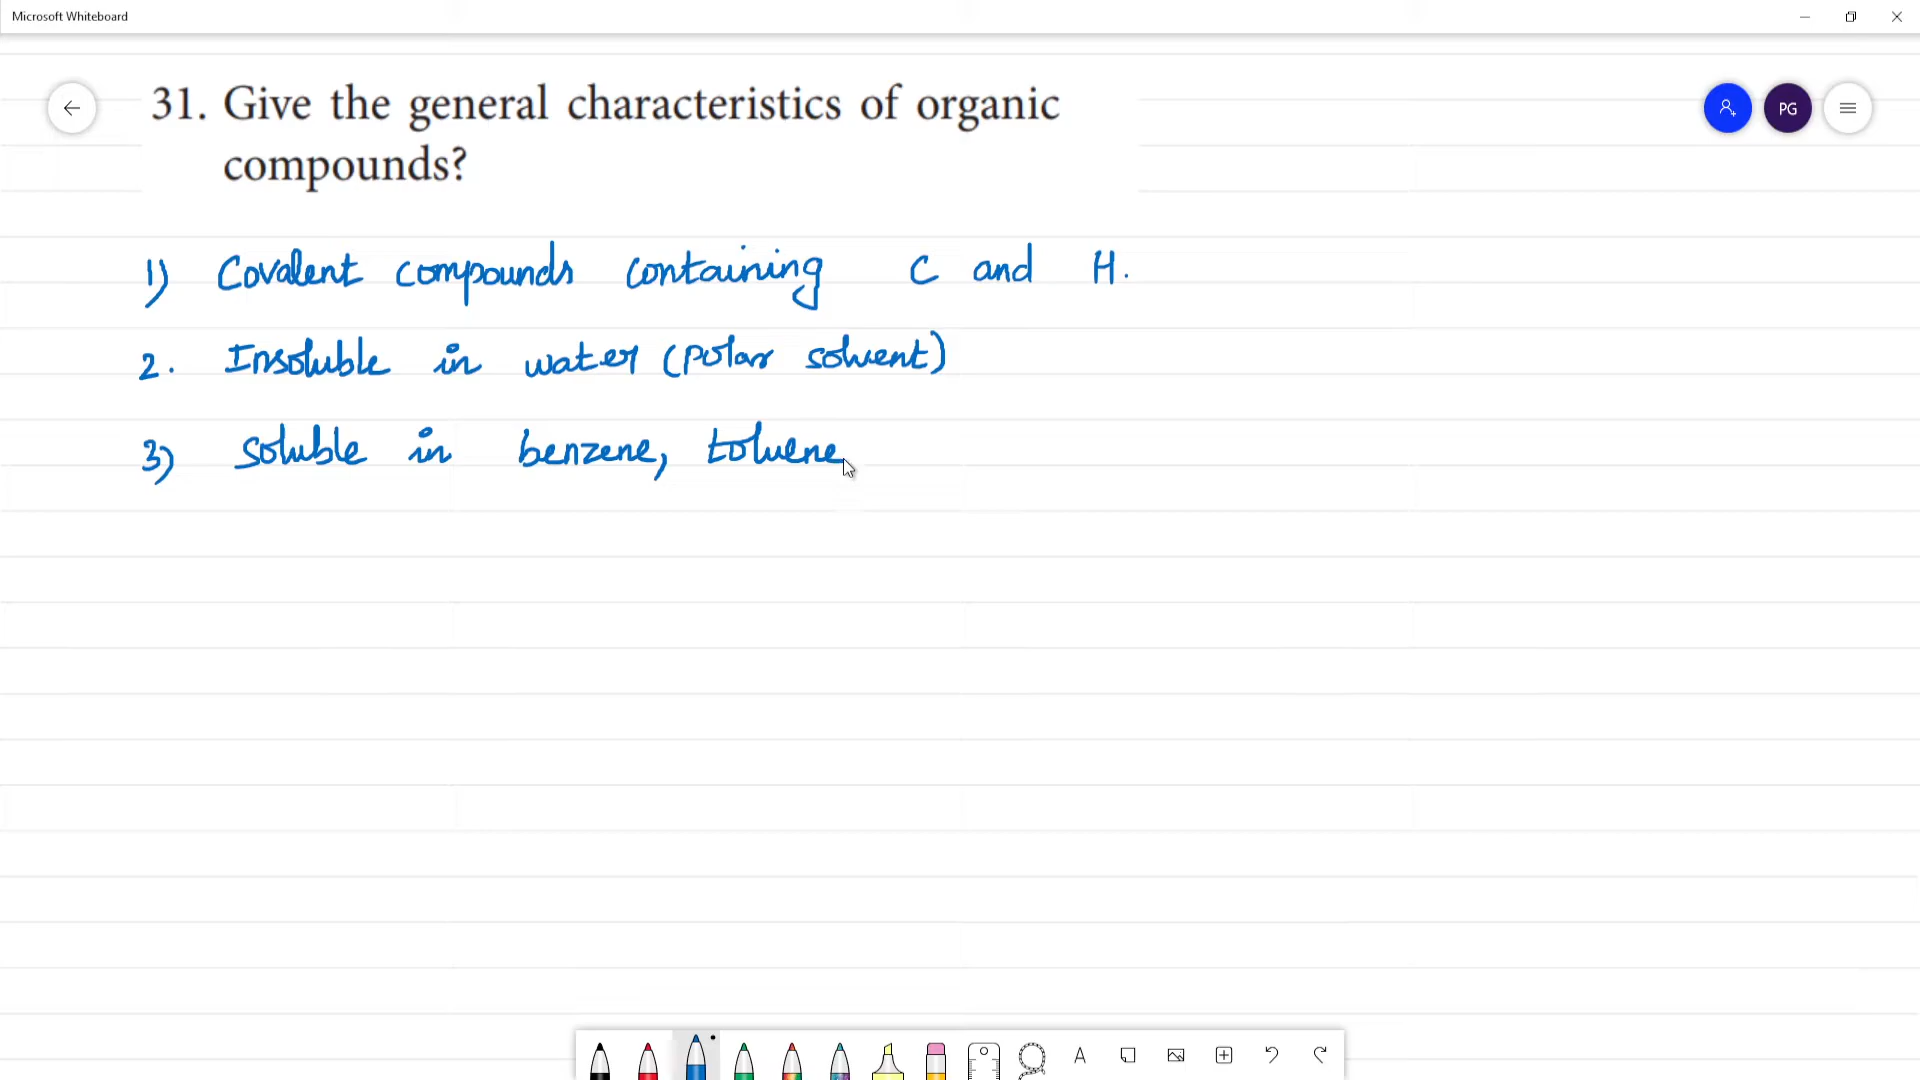 Microsoft Whiteboard
31. Give the general characteristics of organic
compounds?
PG
1) Covalent compounds containing C and H.
2. Insoluble in water (polar solvent)
3) soluble in benzene, toluene
A